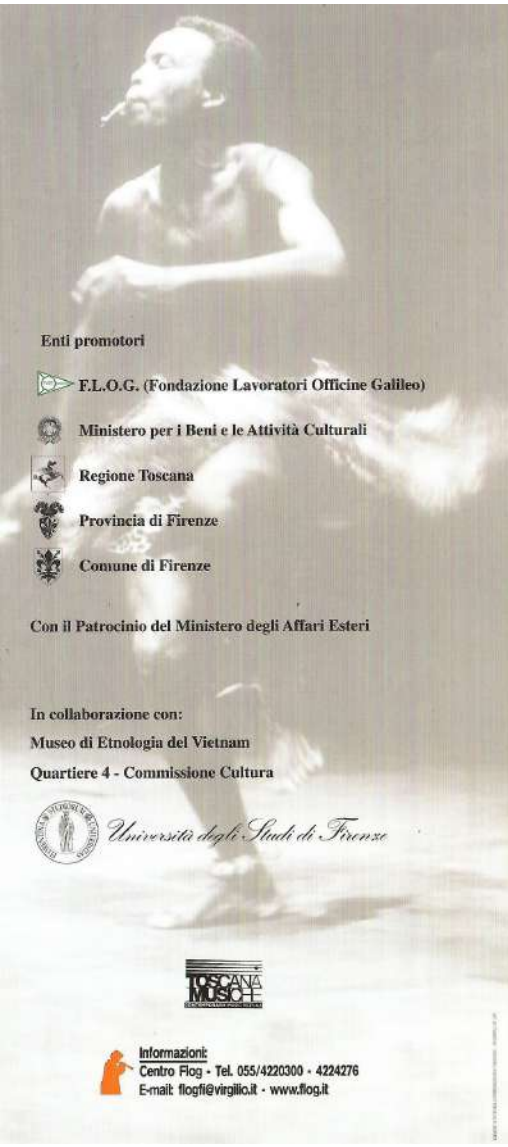 Enti promotori
F.L.O.G. (Fondazione Lavoratori Officine Galileo)
Ministero per i Beni e le Attività Culturali
Regione Toscana
Provincia di Firenze
Comune di Firenze
Con il Patrocinio del Ministero degli Affari Esteri
In collaborazione con:
Museo di Etnologia del Vietnam
Quartiere 4 - Commissione Cultura
Università degli Studi di Firenze
TOSCANA
MUSICHE
Informazioni:
Centro Flog - Tel. 055/4220300 - 4224276
E-mail: flogfi@virgilio.it - www.flog.it